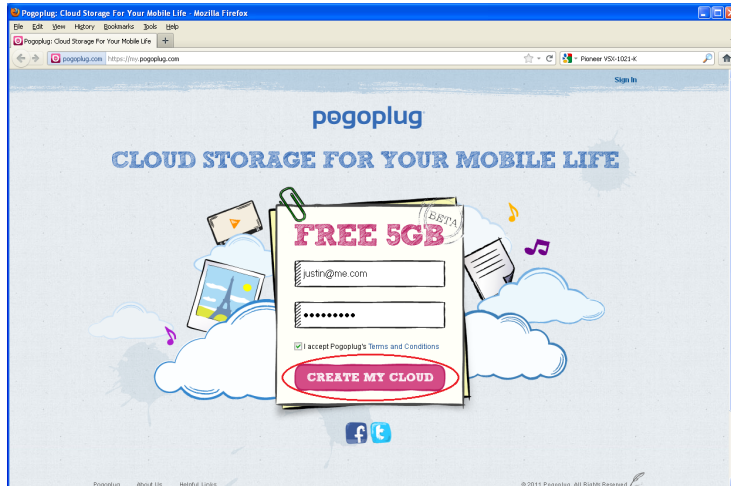 Pogoplug: Cloud Storage For Your Mobile Life - Mozilla Firefox
File Edit View History Bookmarks Tools Help
Pogoplug: Cloud Storage For Your Mobile Life +
pogoplug.com https://my.pogoplug.com Pioneer VSX-1021-K
Sign In
pogoplug
CLOUD STORAGE FOR YOUR MOBILE LIFE
BETA
FREE 5GB
justin@me.com
•••••••••
I accept Pogoplug's Terms and Conditions
CREATE MY CLOUD
Pogoplug About Us Helpful Links © 2011 Pogoplug. All Rights Reserved